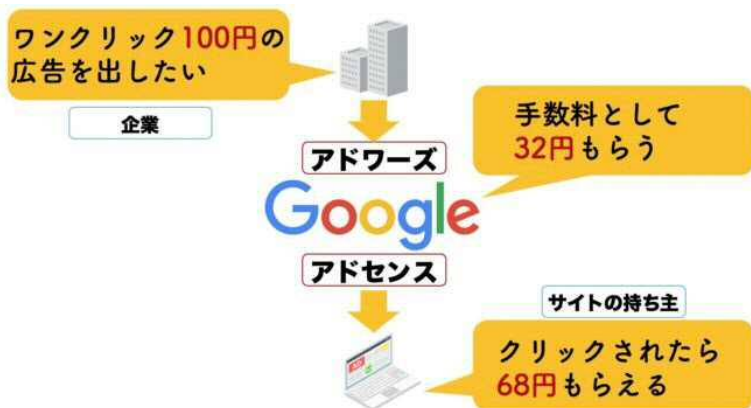 ワンクリック100円の
広告を出したい
企業
手数料として
32円もらう
アドワーズ
Google
アドセンス
サイトの持ち主
クリックされたら
68円もらえる